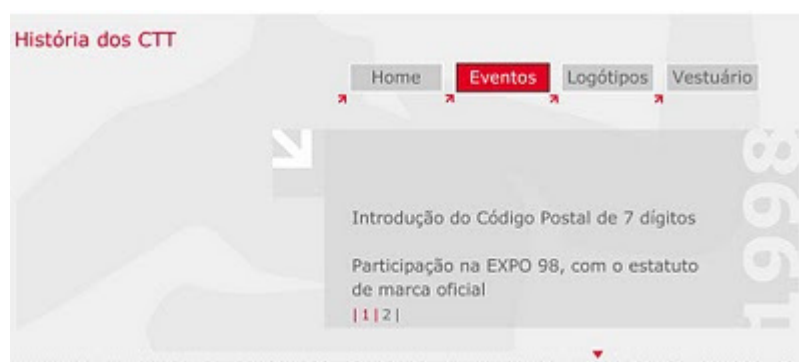 História dos CTT
Home Eventos Logótipos Vestuário
1998
Introdução do Código Postal de 7 dígitos
Participação na EXPO 98, com o estatuto
de marca oficial
|1|2|